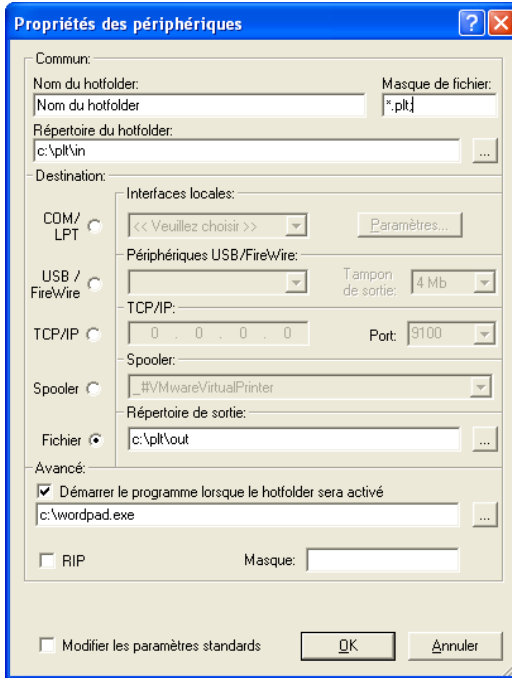 Propriétés des périphériques
Commun:
Nom du hotfolder: Masque de fichier:
Nom du hotfolder *.plt;
Répertoire du hotfolder:
c:\plt\in ...
Destination:
Interfaces locales:
COM/ LPT << Veuillez choisir >> Paramètres...
Périphériques USB/FireWire:
USB / FireWire Tampon de sortie: 4 Mb
TCP/IP:
TCP/IP 0 . 0 . 0 . 0 Port: 9100
Spooler:
Spooler _#VMwareVirtualPrinter
Répertoire de sortie:
Fichier c:\plt\out ...
Avancé:
Démarrer le programme lorsque le hotfolder sera activé
c:\wordpad.exe ...
RIP Masque:
Modifier les paramètres standards OK Annuler